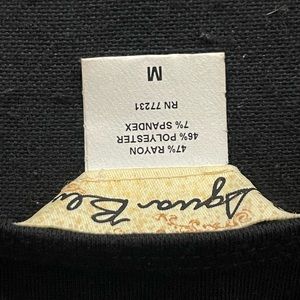 47% RAYON
46% POLYESTER
7% SPANDEX
RN 77231
M